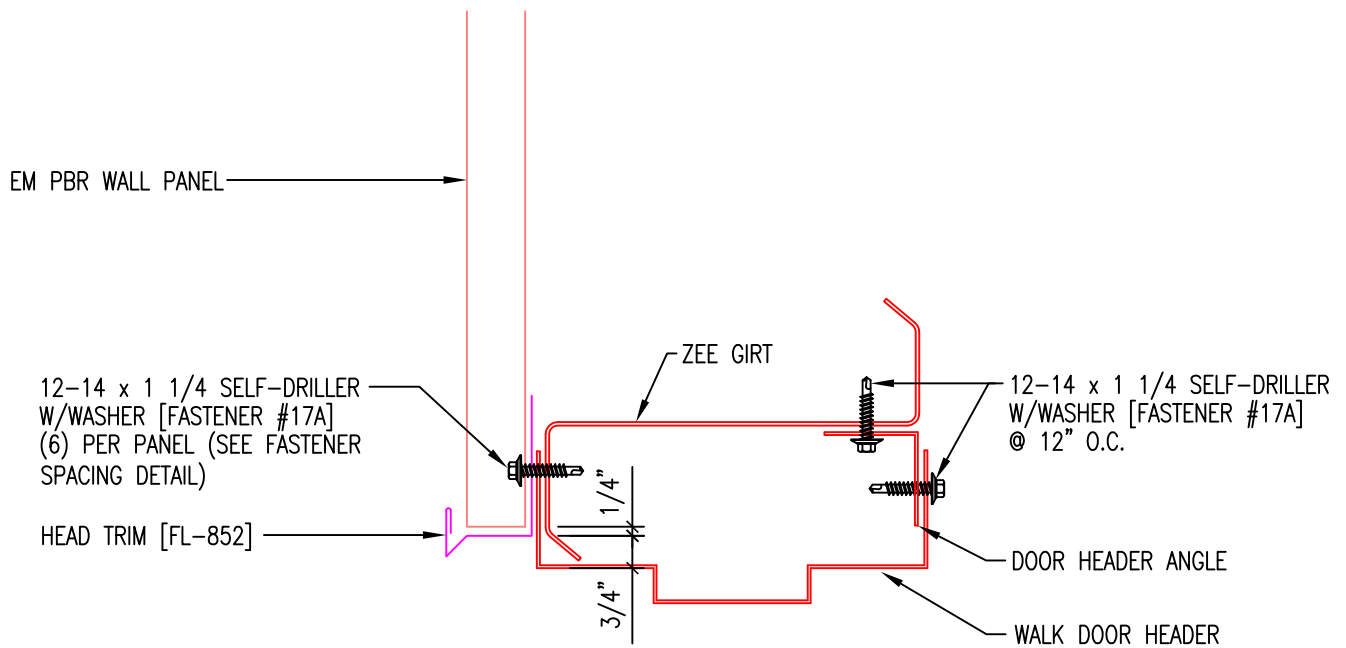 EM PBR WALL PANEL
ZEE GIRT
12-14 x 1 1/4 SELF-DRILLER
W/WASHER [FASTENER #17A]
(6) PER PANEL (SEE FASTENER
SPACING DETAIL)
12-14 x 1 1/4 SELF-DRILLER
W/WASHER [FASTENER #17A]
@ 12" O.C.
1/4"
HEAD TRIM [FL-852]
DOOR HEADER ANGLE
3/4"
WALK DOOR HEADER